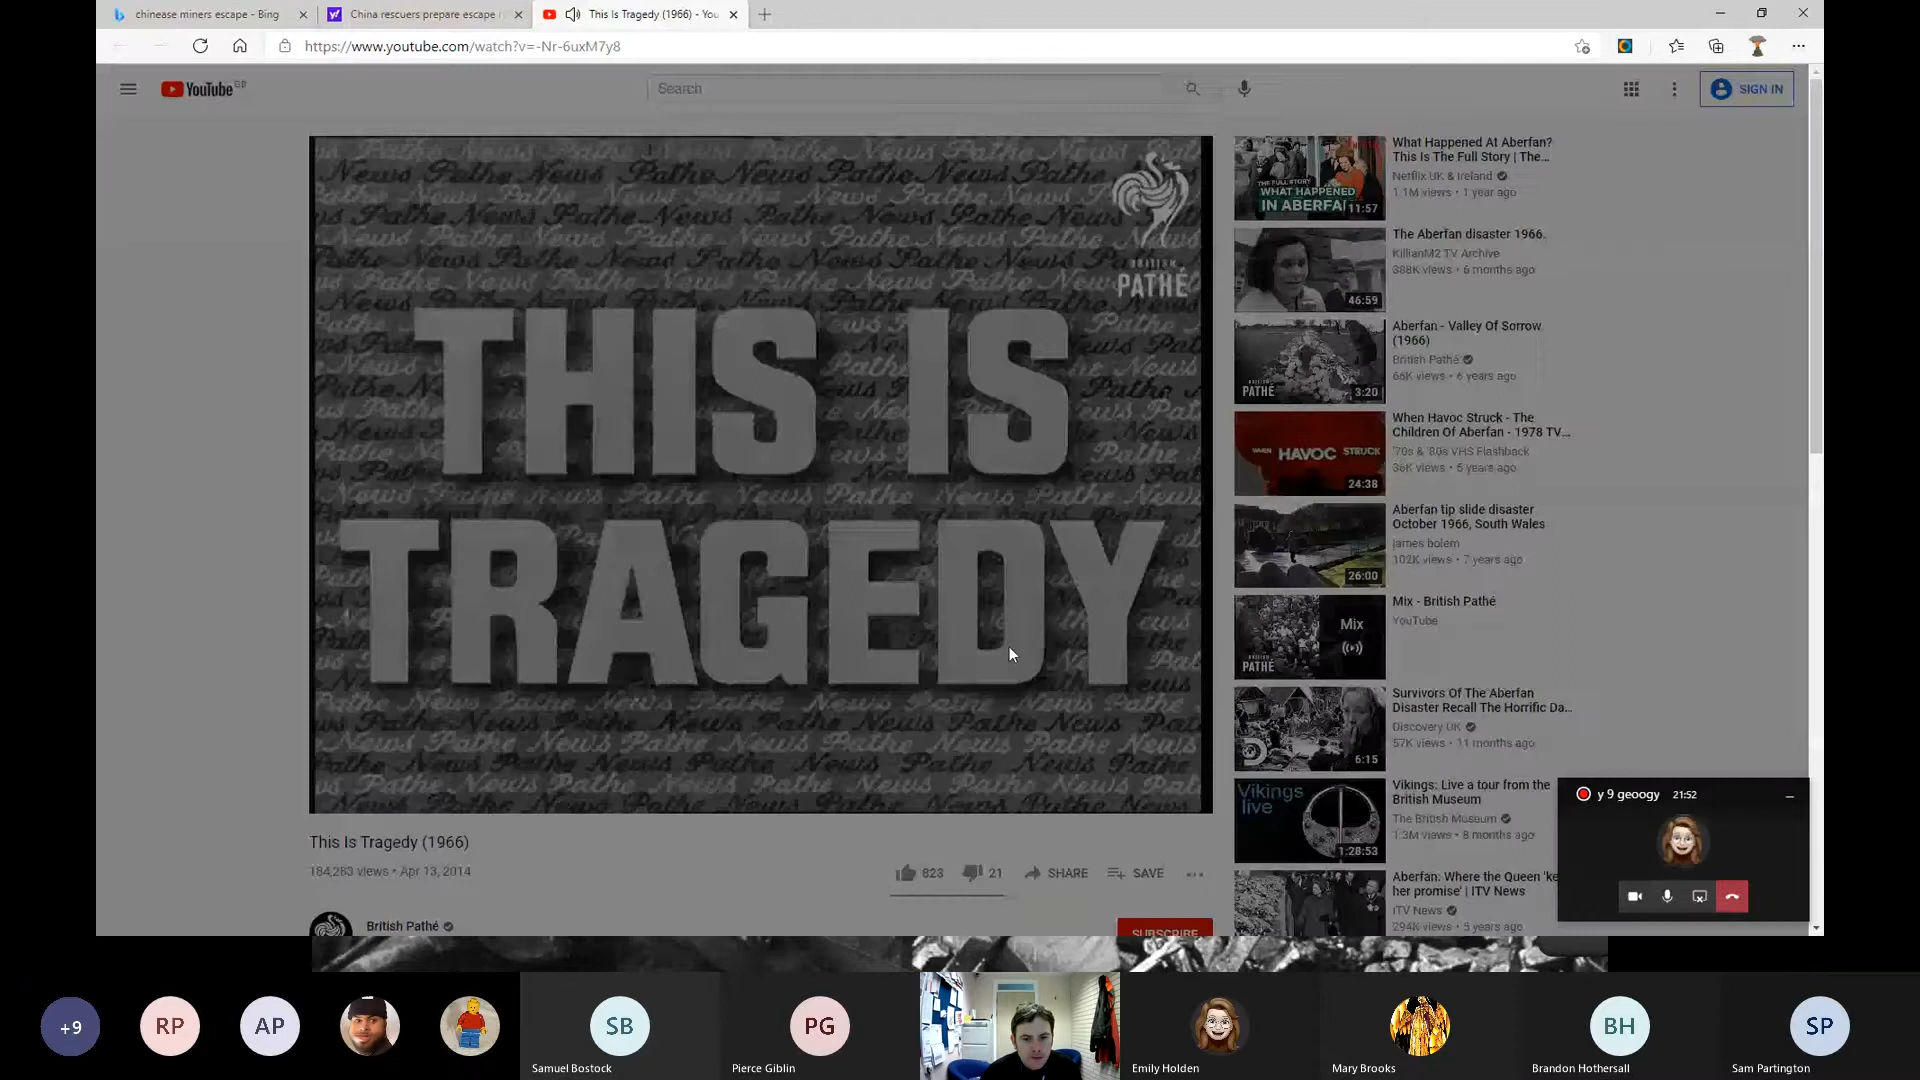 chinease miners escape - Bing
China rescuers prepare escape r
This Is Tragedy (1966) - You
https://www.youtube.com/watch?v=-Nr-6uxM7y8
YouTube GB
Search
SIGN IN
BRITISH
PATHÉ
THIS IS
TRAGEDY
This Is Tragedy (1966)
184,283 views • Apr 13, 2014
823
21
SHARE
SAVE
British Pathé
SUBSCRIBE
THE FULL STORY
WHAT HAPPENED
IN ABERFAN
11:57
What Happened At Aberfan?
This Is The Full Story | The...
Netflix UK & Ireland
1.1M views • 1 year ago
46:59
The Aberfan disaster 1966.
KillianM2 TV Archive
388K views • 6 months ago
PATHÉ
3:20
Aberfan - Valley Of Sorrow
(1966)
British Pathé
66K views • 6 years ago
WHEN HAVOC STRUCK
24:38
When Havoc Struck - The
Children Of Aberfan - 1978 TV...
'70s & '80s VHS Flashback
36K views • 5 years ago
26:00
Aberfan tip slide disaster
October 1966, South Wales
james bolem
102K views • 7 years ago
PATHÉ
Mix
Mix - British Pathé
YouTube
6:15
Survivors Of The Aberfan
Disaster Recall The Horrific Da...
Discovery UK
57K views • 11 months ago
Vikings
live
1:28:53
Vikings: Live a tour from the
British Museum
The British Museum
1.3M views • 8 months ago
Aberfan: Where the Queen 'ke
her promise' | ITV News
ITV News
294K views • 5 years ago
y 9 geoogy 21:52
+9
RP
AP
SB
Samuel Bostock
PG
Pierce Giblin
Emily Holden
Mary Brooks
BH
Brandon Hothersall
SP
Sam Partington